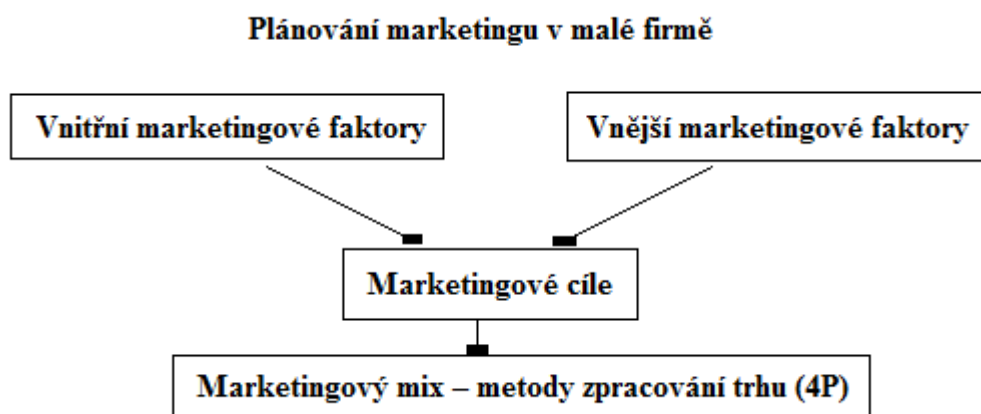 Plánování marketingu v malé firmě
Vnitřní marketingové faktory
Vnější marketingové faktory
Marketingové cíle
Marketingový mix – metody zpracování trhu (4P)